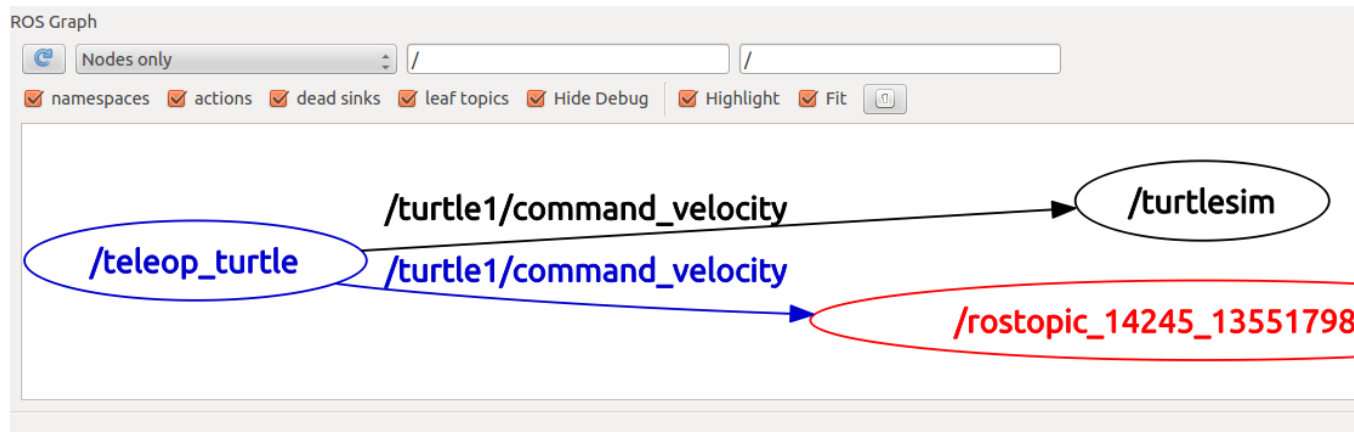 ROS Graph
Nodes only / /
namespaces actions dead sinks leaf topics Hide Debug Highlight Fit
/turtle1/command_velocity /turtlesim
/teleop_turtle
/turtle1/command_velocity
/rostopic_14245_13551798